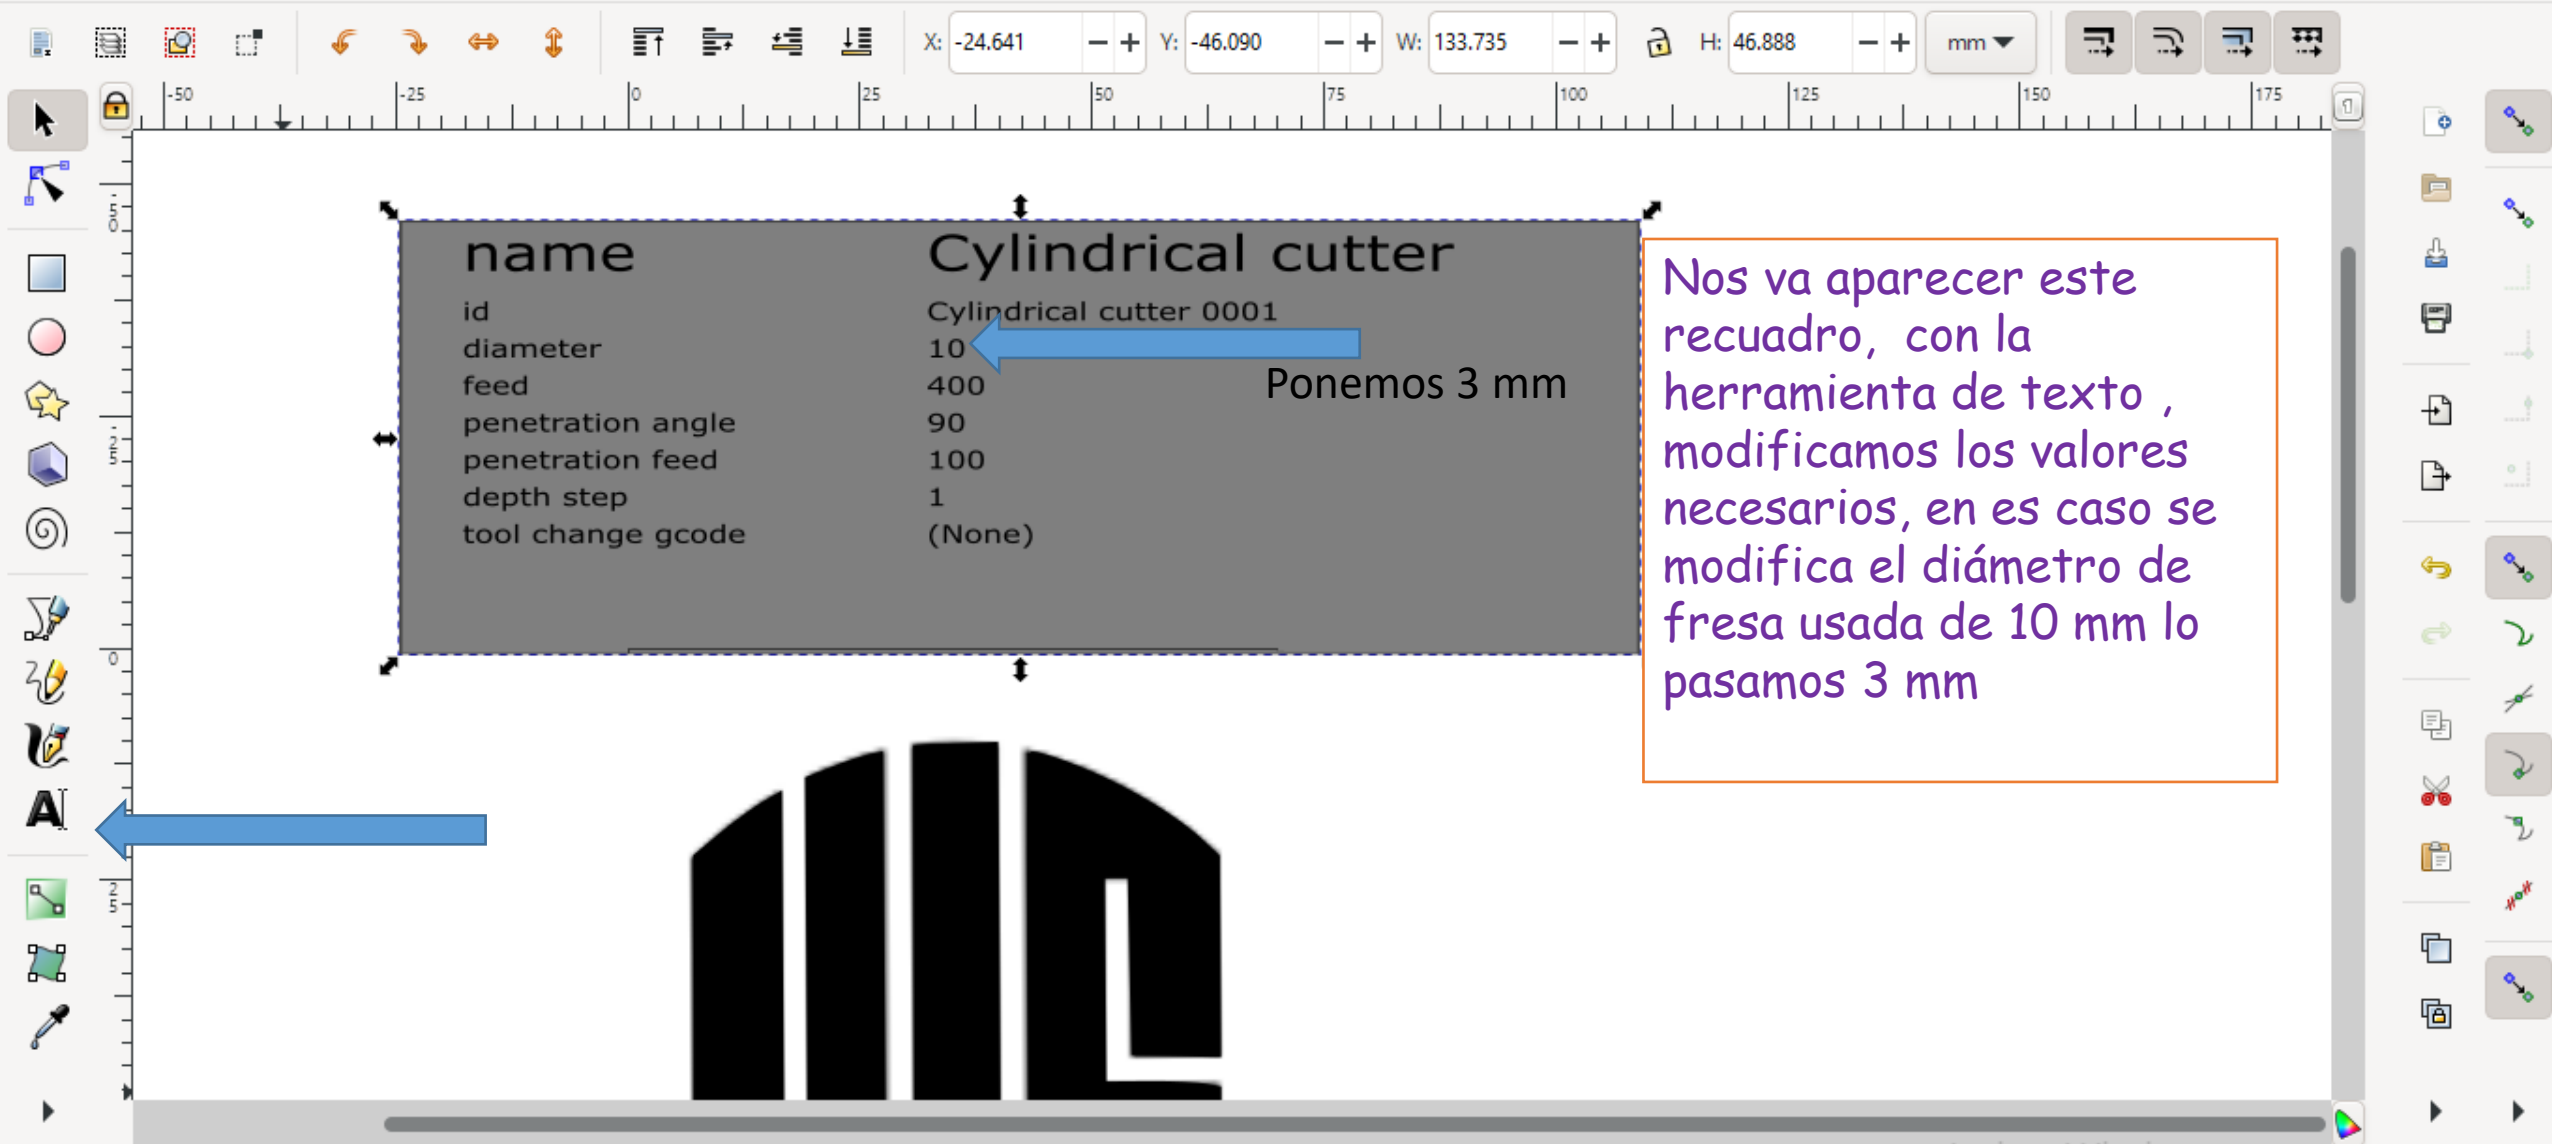 X: -24.641 Y: -46.090 W: 133.735 H: 46.888 mm
-50 -25 0 25 50 75 100 125 150 175
name Cylindrical cutter
id Cylindrical cutter 0001
diameter 10
feed 400
penetration angle 90
penetration feed 100
depth step 1
tool change gcode (None)
Ponemos 3 mm
Nos va aparecer este
recuadro, con la
herramienta de texto ,
modificamos los valores
necesarios, en es caso se
modifica el diámetro de
fresa usada de 10 mm lo
pasamos 3 mm
-50
-25
0
25